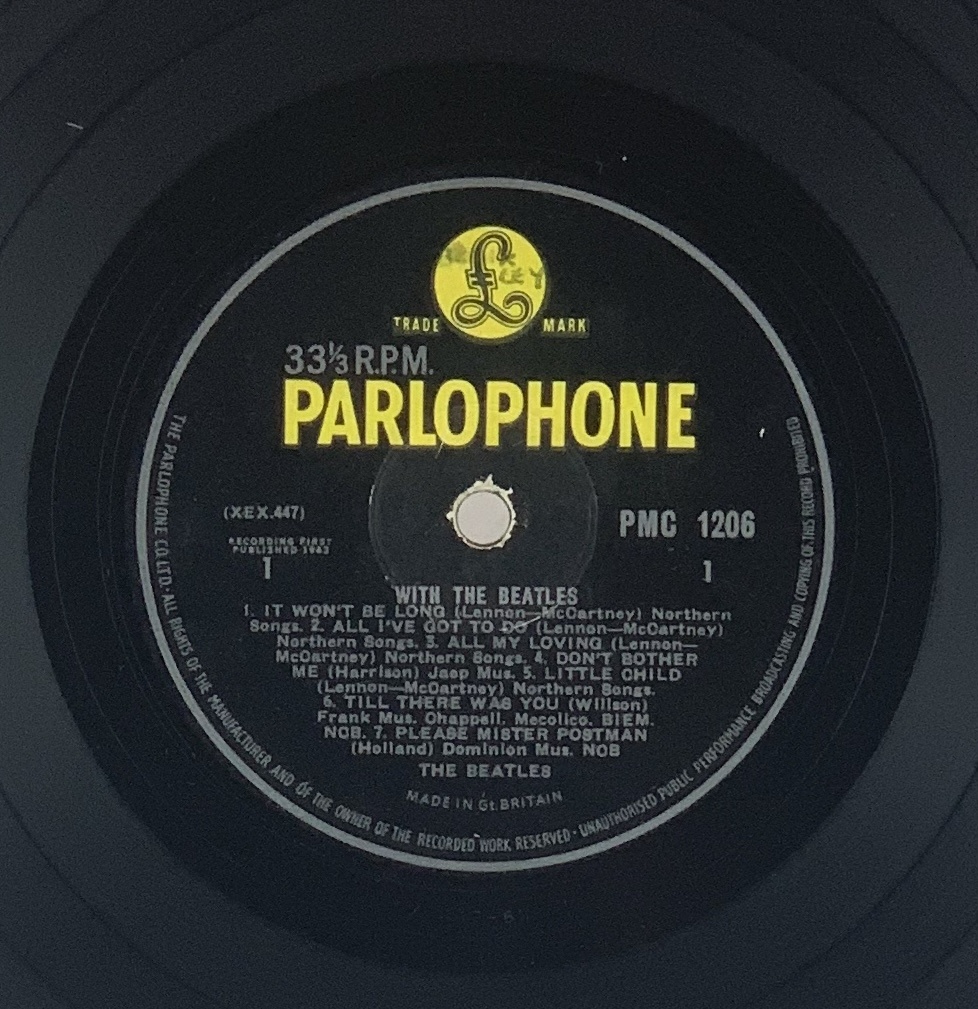 £
TRADE MARK
33⅓ R.P.M.
PARLOPHONE
(XEX.447)
PMC 1206
RECORDING FIRST
PUBLISHED 1963
1
1
WITH THE BEATLES
1. IT WON'T BE LONG (Lennon—McCartney) Northern
Songs. 2. ALL I'VE GOT TO DO (Lennon—McCartney)
Northern Songs. 3. ALL MY LOVING (Lennon—
McCartney) Northern Songs. 4. DON'T BOTHER
ME (Harrison) Jaep Mus. 5. LITTLE CHILD
(Lennon—McCartney) Northern Songs.
6. TILL THERE WAS YOU (Willson)
Frank Mus. Chappell. Mecolico. BIEM.
NCB. 7. PLEASE MISTER POSTMAN
(Holland) Dominion Mus. NCB
THE BEATLES
MADE IN Gt. BRITAIN
THE PARLOPHONE CO. LTD. · ALL RIGHTS OF THE MANUFACTURER AND OF THE OWNER OF THE RECORDED WORK RESERVED · UNAUTHORISED PUBLIC PERFORMANCE BROADCASTING AND COPYING OF THIS RECORD PROHIBITED